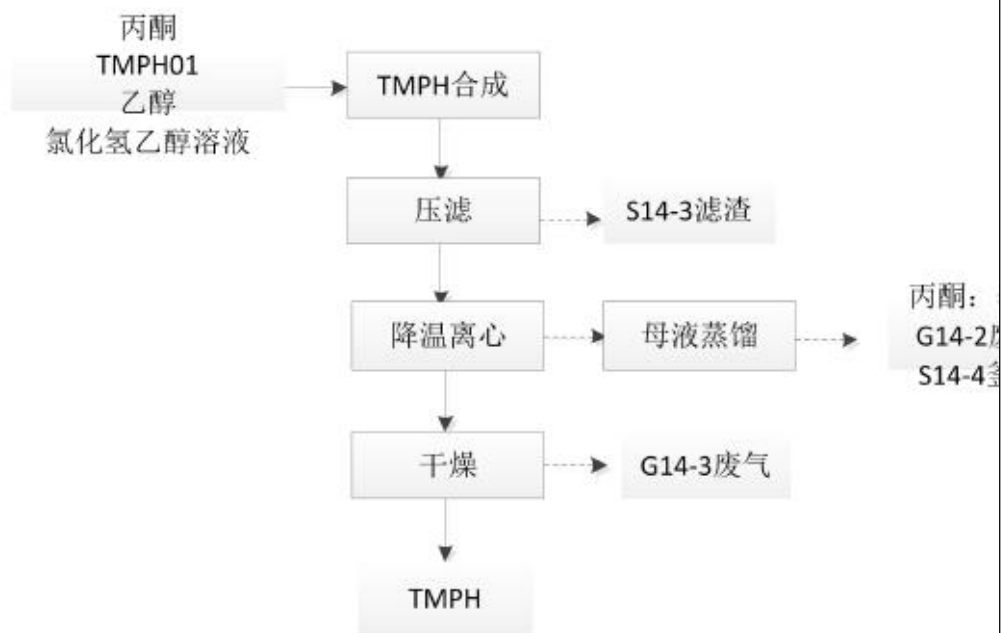 丙酮
TMPH01
乙醇
氯化氢乙醇溶液
TMPH合成
压滤
S14-3滤渣
降温离心
母液蒸馏
丙酮：
G14-2
S14-4
干燥
G14-3废气
TMPH